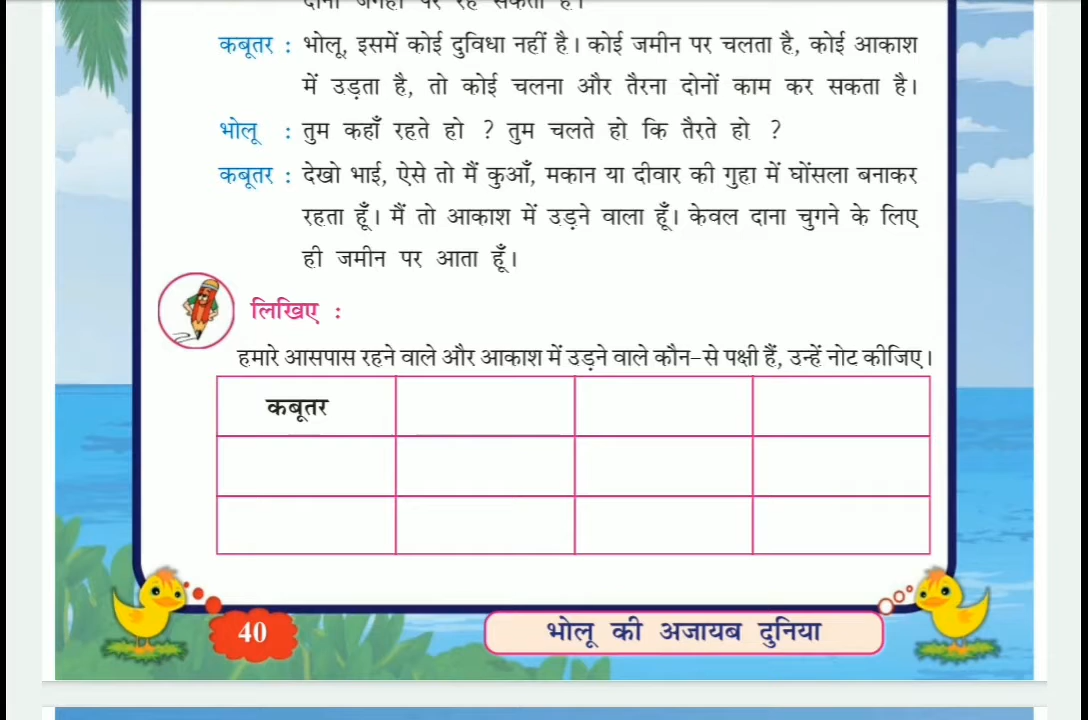 कबूतर : भोलू, इसमें कोई दुविधा नहीं है। कोई जमीन पर चलता है, कोई आकाश
में उड़ता है, तो कोई चलना और तैरना दोनों काम कर सकता है।
भोलू : तुम कहाँ रहते हो ? तुम चलते हो कि तैरते हो ?
कबूतर : देखो भाई, ऐसे तो मैं कुआँ, मकान या दीवार की गुहा में घोंसला बनाकर
रहता हूँ। मैं तो आकाश में उड़ने वाला हूँ। केवल दाना चुगने के लिए
ही जमीन पर आता हूँ।
लिखिए :
हमारे आसपास रहने वाले और आकाश में उड़ने वाले कौन-से पक्षी हैं, उन्हें नोट कीजिए।
कबूतर
40
भोलू की अजायब दुनिया